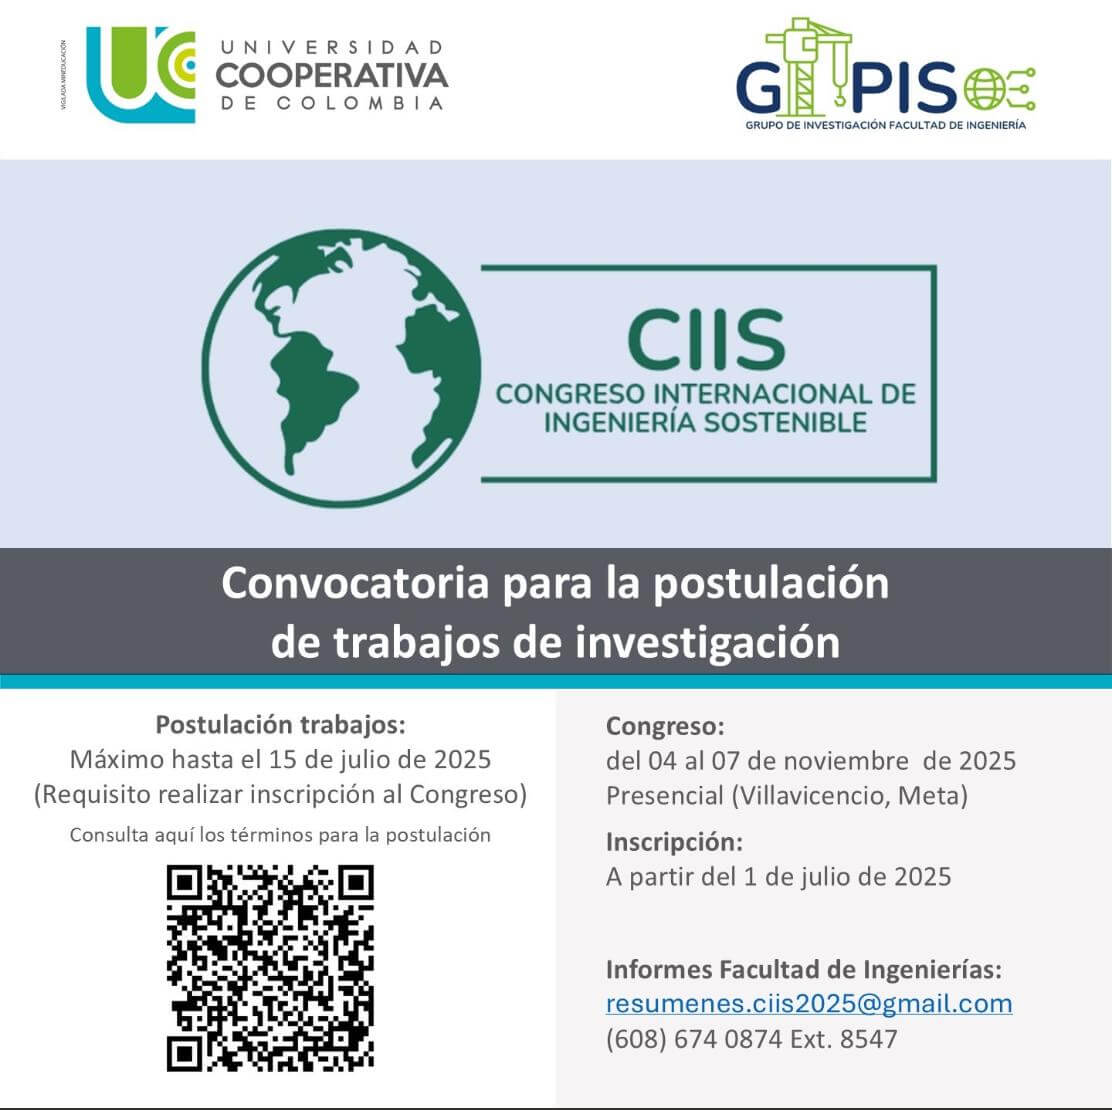 VIGILADA MINEDUCACIÓN
UNIVERSIDAD
COOPERATIVA
DE COLOMBIA
GIIPIS
GRUPO DE INVESTIGACIÓN FACULTAD DE INGENIERÍA
CIIS
CONGRESO INTERNACIONAL DE
INGENIERÍA SOSTENIBLE
Convocatoria para la postulación
de trabajos de investigación
Postulación trabajos:
Máximo hasta el 15 de julio de 2025
(Requisito realizar inscripción al Congreso)
Consulta aquí los términos para la postulación
Congreso:
del 04 al 07 de noviembre de 2025
Presencial (Villavicencio, Meta)
Inscripción:
A partir del 1 de julio de 2025
Informes Facultad de Ingenierías:
resumenes.ciis2025@gmail.com
(608) 674 0874 Ext. 8547